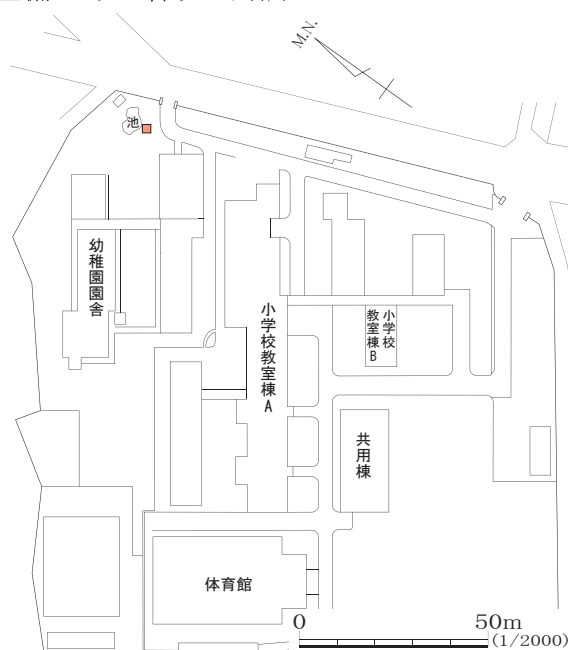 M.N.
池
幼稚園園舎
小学校教室棟A
小学校
教室棟B
共用棟
体育館
0 50m
(1/2000)